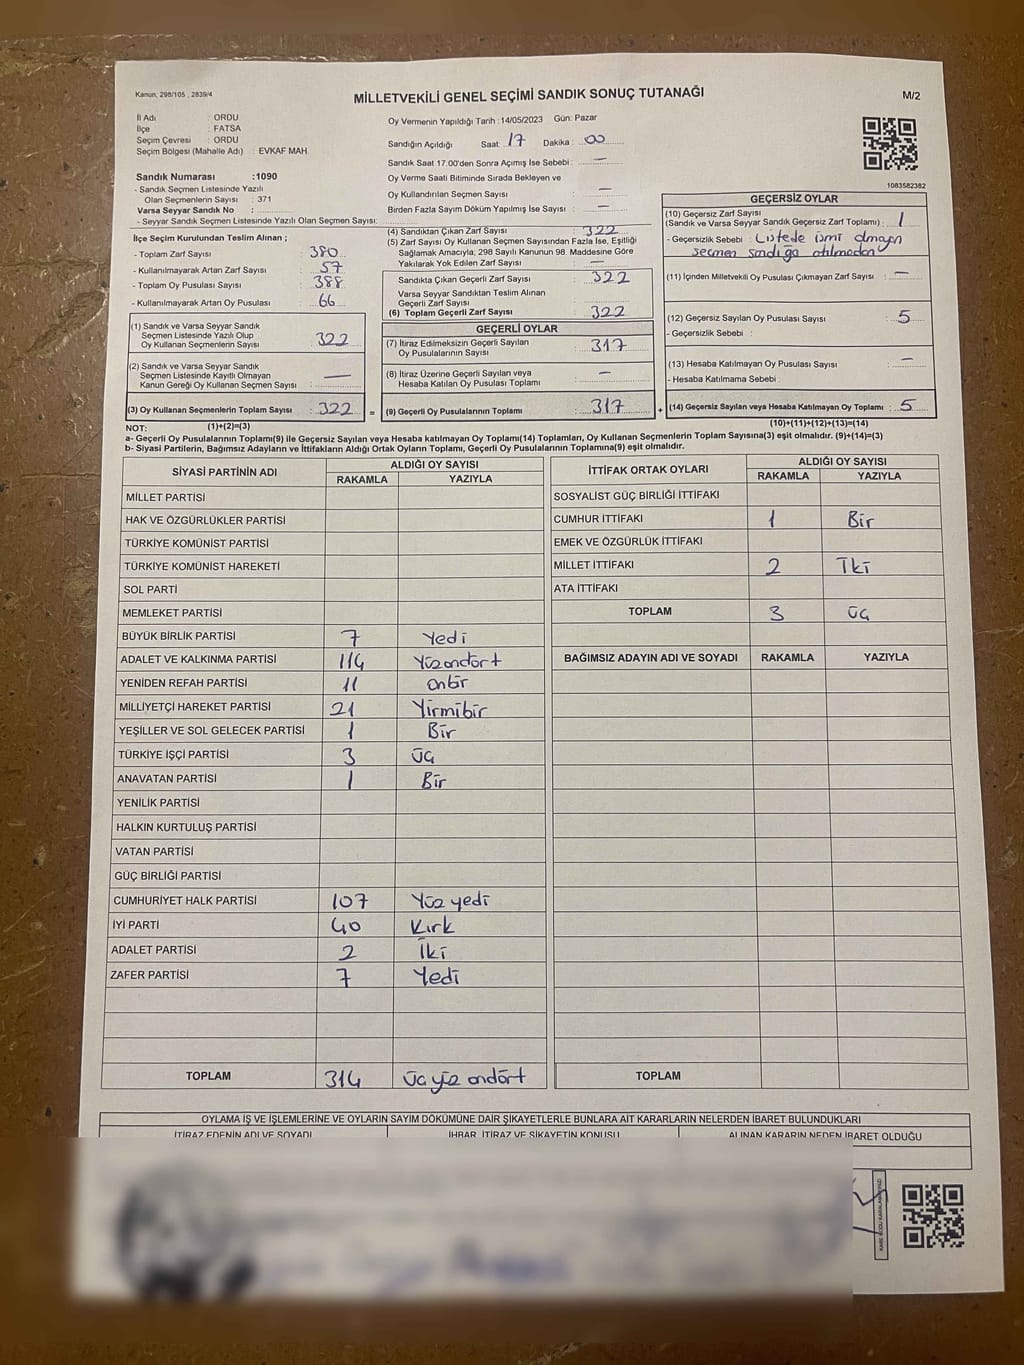 Kanun; 298/105 , 2839/4
MİLLETVEKİLİ GENEL SEÇİMİ SANDIK SONUÇ TUTANAĞI
M/2
İl Adı : ORDU
İlçe : FATSA
Seçim Çevresi : ORDU
Seçim Bölgesi (Mahalle Adı) : EVKAF MAH.
Sandık Numarası :1090
- Sandık Seçmen Listesinde Yazılı
Olan Seçmenlerin Sayısı : 371
Varsa Seyyar Sandık No :
- Seyyar Sandık Seçmen Listesinde Yazılı Olan Seçmen Sayısı:
Oy Vermenin Yapıldığı Tarih :14/05/2023 Gün: Pazar
Sandığın Açıldığı Saat: 17 Dakika : 00
Sandık Saat 17.00'den Sonra Açımış İse Sebebi : —
Oy Verme Saati Bitiminde Sırada Bekleyen ve
Oy Kullandırılan Seçmen Sayısı : —
Birden Fazla Sayım Döküm Yapılmış İse Sayısı : —
1083582382
İlçe Seçim Kurulundan Teslim Alınan ;
- Toplam Zarf Sayısı : 380
- Kullanılmayarak Artan Zarf Sayısı : 57
- Toplam Oy Pusulası Sayısı : 388
- Kullanılmayarak Artan Oy Pusulası : 66
(1) Sandık ve Varsa Seyyar Sandık
Seçmen Listesinde Yazılı Olup
Oy Kullanan Seçmenlerin Sayısı : 322
(2) Sandık ve Varsa Seyyar Sandık
Seçmen Listesinde Kayıtlı Olmayan
Kanun Gereği Oy Kullanan Seçmen Sayısı : —
(3) Oy Kullanan Seçmenlerin Toplam Sayısı : 322 =
(1)+(2)=(3)
(4) Sandıktan Çıkan Zarf Sayısı : 322
(5) Zarf Sayısı Oy Kullanan Seçmen Sayısından Fazla İse, Eşitliği
Sağlamak Amacıyla; 298 Sayılı Kanunun 98. Maddesine Göre
Yakılarak Yok Edilen Zarf Sayısı : —
Sandıkta Çıkan Geçerli Zarf Sayısı : 322
Varsa Seyyar Sandıktan Teslim Alınan
Geçerli Zarf Sayısı :
(6) Toplam Geçerli Zarf Sayısı : 322
GEÇERLİ OYLAR
(7) İtiraz Edilmeksizin Geçerli Sayılan
Oy Pusulalarının Sayısı : 317
(8) İtiraz Üzerine Geçerli Sayılan veya
Hesaba Katılan Oy Pusulası Toplamı : —
(9) Geçerli Oy Pusulalarının Toplamı : 317 +
GEÇERSİZ OYLAR
(10) Geçersiz Zarf Sayısı
(Sandık ve Varsa Seyyar Sandık Geçersiz Zarf Toplamı) : 1
- Geçersizlik Sebebi : Listede ismi olmayan
seçmen sandığa atılmadan
(11) İçinden Milletvekili Oy Pusulası Çıkmayan Zarf Sayısı : —
(12) Geçersiz Sayılan Oy Pusulası Sayısı : 5
- Geçersizlik Sebebi :
(13) Hesaba Katılmayan Oy Pusulası Sayısı : —
- Hesaba Katılmama Sebebi :
(14) Geçersiz Sayılan veya Hesaba Katılmayan Oy Toplamı : 5
(10)+(11)+(12)+(13)=(14)
NOT:
a- Geçerli Oy Pusulalarının Toplamı(9) ile Geçersiz Sayılan veya Hesaba katılmayan Oy Toplamı(14) Toplamları, Oy Kullanan Seçmenlerin Toplam Sayısına(3) eşit olmalıdır. (9)+(14)=(3)
b- Siyasi Partilerin, Bağımsız Adayların ve İttifakların Aldığı Ortak Oyların Toplamı, Geçerli Oy Pusulalarının Toplamına(9) eşit olmalıdır.
SİYASİ PARTİNİN ADI ALDIĞI OY SAYISI
RAKAMLA YAZIYLA
MİLLET PARTİSİ
HAK VE ÖZGÜRLÜKLER PARTİSİ
TÜRKİYE KOMÜNİST PARTİSİ
TÜRKİYE KOMÜNİST HAREKETİ
SOL PARTİ
MEMLEKET PARTİSİ
BÜYÜK BİRLİK PARTİSİ 7 Yedi
ADALET VE KALKINMA PARTİSİ 114 Yüzondört
YENİDEN REFAH PARTİSİ 11 onbir
MİLLİYETÇİ HAREKET PARTİSİ 21 Yirmibir
YEŞİLLER VE SOL GELECEK PARTİSİ 1 Bir
TÜRKİYE İŞÇİ PARTİSİ 3 üç
ANAVATAN PARTİSİ 1 Bir
YENİLİK PARTİSİ
HALKIN KURTULUŞ PARTİSİ
VATAN PARTİSİ
GÜÇ BİRLİĞİ PARTİSİ
CUMHURİYET HALK PARTİSİ 107 Yüz yedi
İYİ PARTİ 40 Kırk
ADALET PARTİSİ 2 İki
ZAFER PARTİSİ 7 Yedi
TOPLAM 314 üç yüz ondört
İTTİFAK ORTAK OYLARI ALDIĞI OY SAYISI
RAKAMLA YAZIYLA
SOSYALİST GÜÇ BİRLİĞİ İTTİFAKI
CUMHUR İTTİFAKI 1 Bir
EMEK VE ÖZGÜRLÜK İTTİFAKI
MİLLET İTTİFAKI 2 İki
ATA İTTİFAKI
TOPLAM 3 üç
BAĞIMSIZ ADAYIN ADI VE SOYADI RAKAMLA YAZIYLA
TOPLAM
OYLAMA İŞ VE İŞLEMLERİNE VE OYLARIN SAYIM DÖKÜMÜNE DAİR ŞİKAYETLERLE BUNLARA AİT KARARLARIN NELERDEN İBARET BULUNDUKLARI
İTİRAZ EDENİN ADI VE SOYADI İHBAR, İTİRAZ VE ŞİKAYETİN KONUSU ALINAN KARARIN NEDEN İBARET OLDUĞU